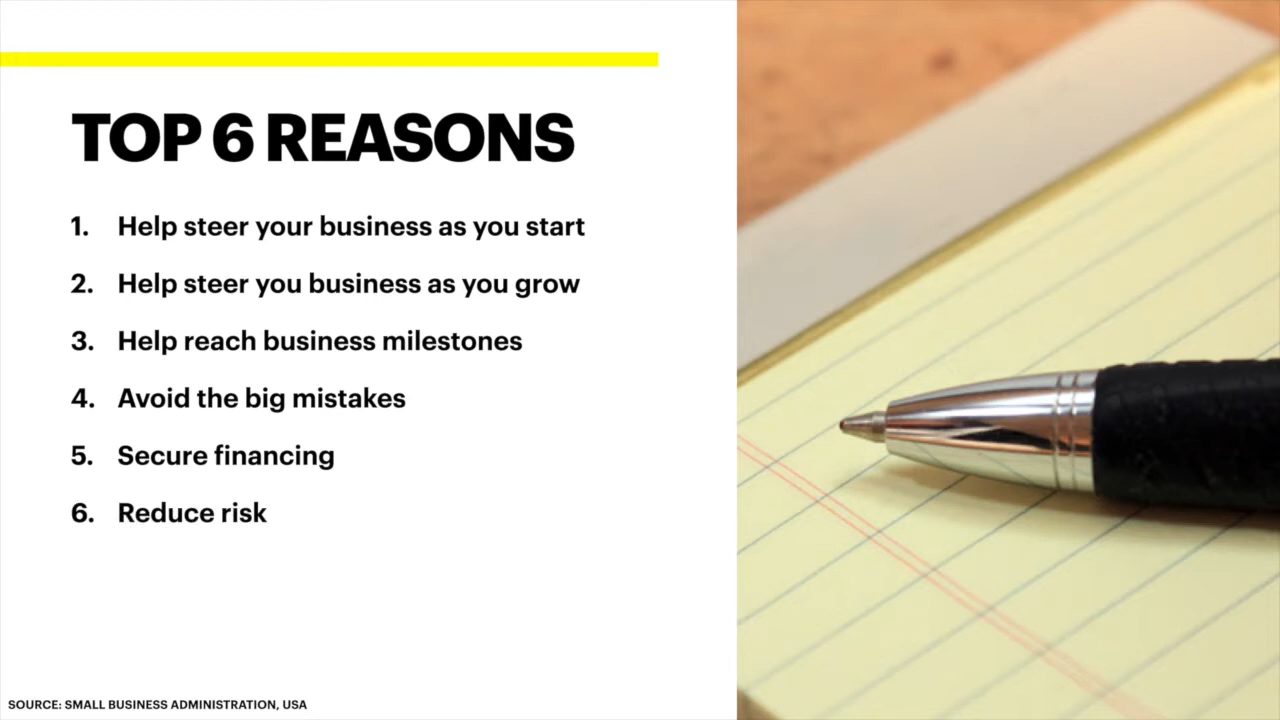 TOP 6 REASONS
1. Help steer your business as you start
2. Help steer you business as you grow
3. Help reach business milestones
4. Avoid the big mistakes
5. Secure financing
6. Reduce risk
SOURCE: SMALL BUSINESS ADMINISTRATION, USA